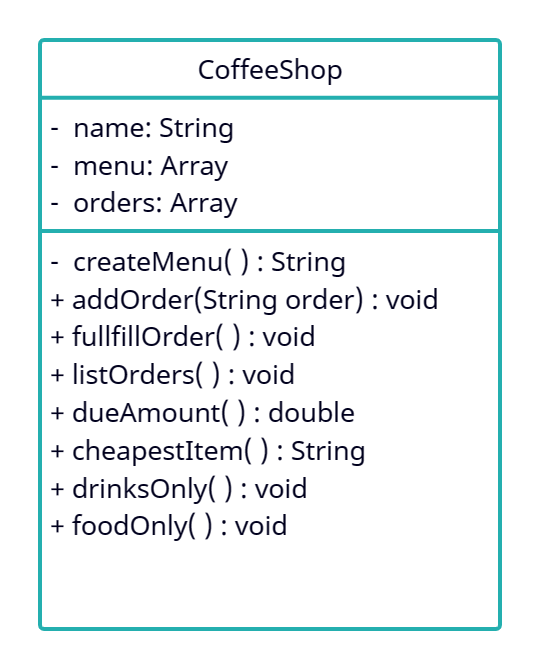 CoffeeShop
- name: String
- menu: Array
- orders: Array
- createMenu( ) : String
+ addOrder(String order) : void
+ fullfillOrder( ) : void
+ listOrders( ) : void
+ dueAmount( ) : double
+ cheapestItem( ) : String
+ drinksOnly( ) : void
+ foodOnly( ) : void